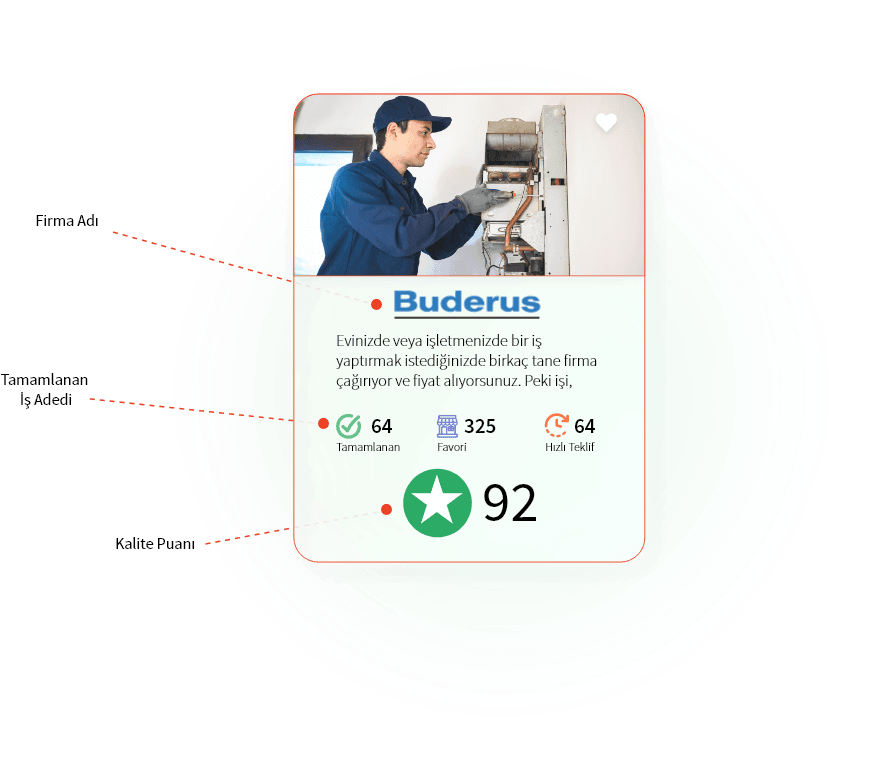 Firma Adı
Buderus
Evinizde veya işletmenizde bir iş
yaptırmak istediğinizde birkaç tane firma
çağırıyor ve fiyat alıyorsunuz. Peki işi,
Tamamlanan
İş Adedi
64
Tamamlanan
325
Favori
64
Hızlı Teklif
Kalite Puanı
92